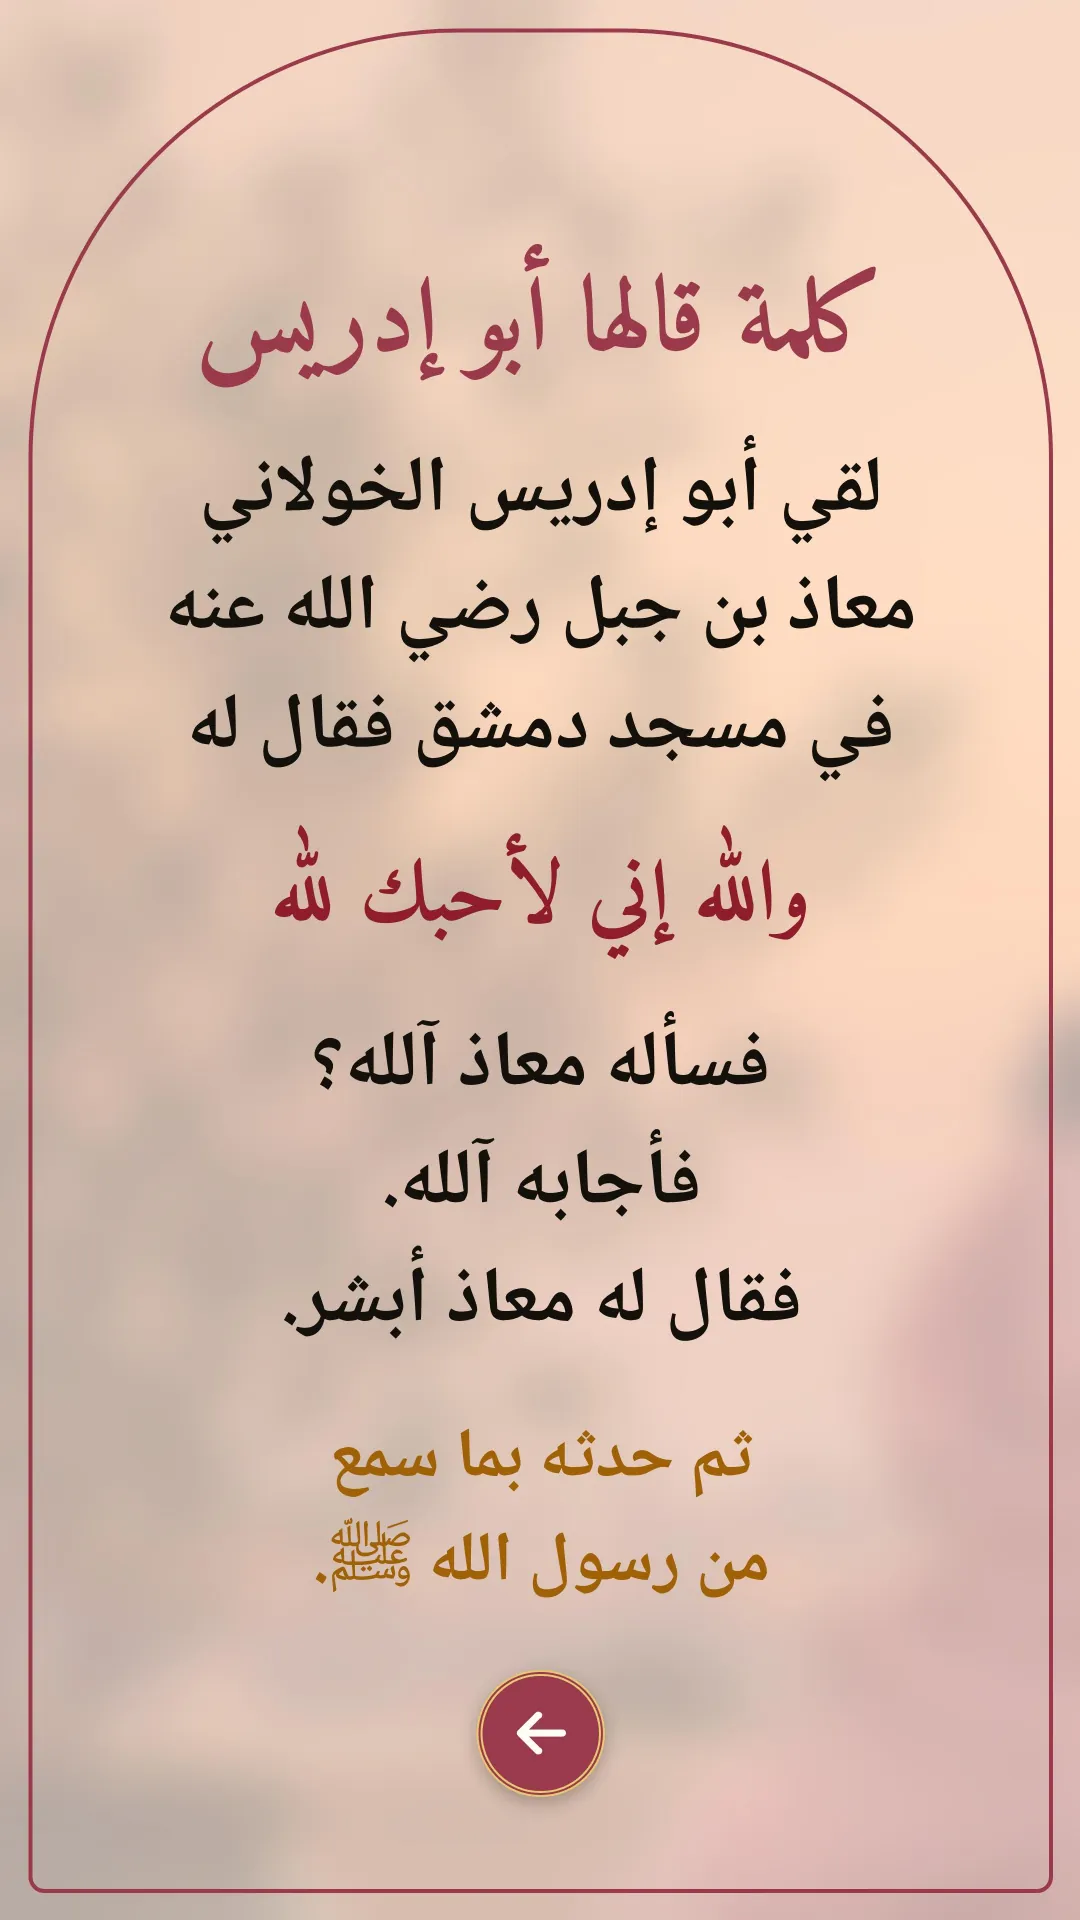 كلمة قالها أبو إدريس
لقي أبو إدريس الخولاني
معاذ بن جبل رضي الله عنه
في مسجد دمشق فقال له
والله إني لأحبك لله
فسأله معاذ آلله؟
فأجابه آلله.
فقال له معاذ أبشر.
ثم حدثه بما سمع
من رسول الله ﷺ.